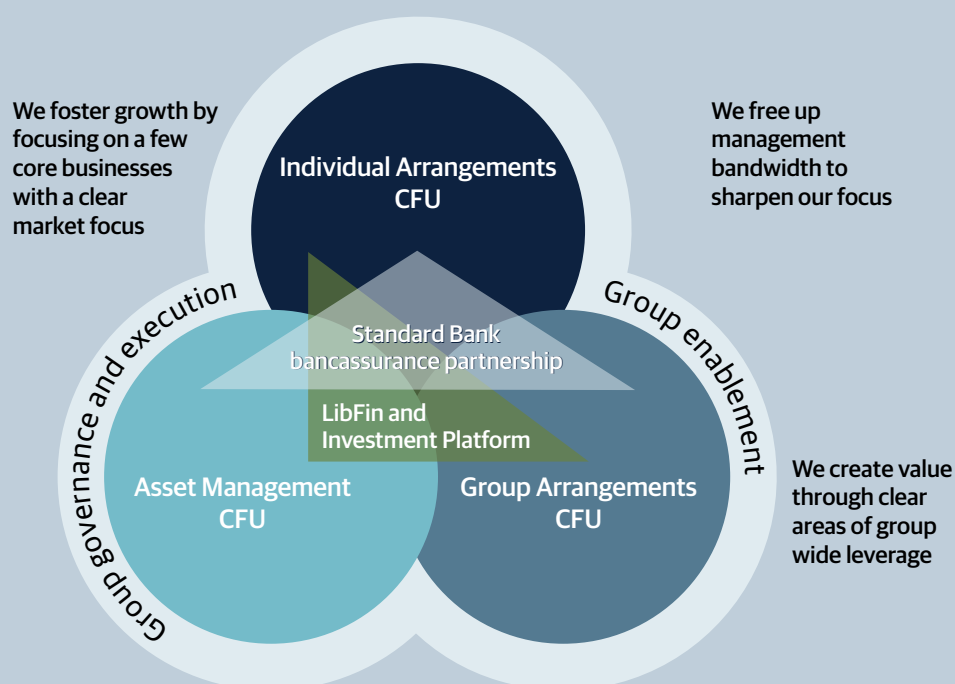 We foster growth by
focusing on a few
core businesses
with a clear
market focus
We free up
management
bandwidth to
sharpen our focus
Individual Arrangements
CFU
Group governance and execution
Group enablement
Standard Bank
bancassurance partnership
LibFin and
Investment Platform
Asset Management
CFU
Group Arrangements
CFU
We create value
through clear
areas of group
wide leverage